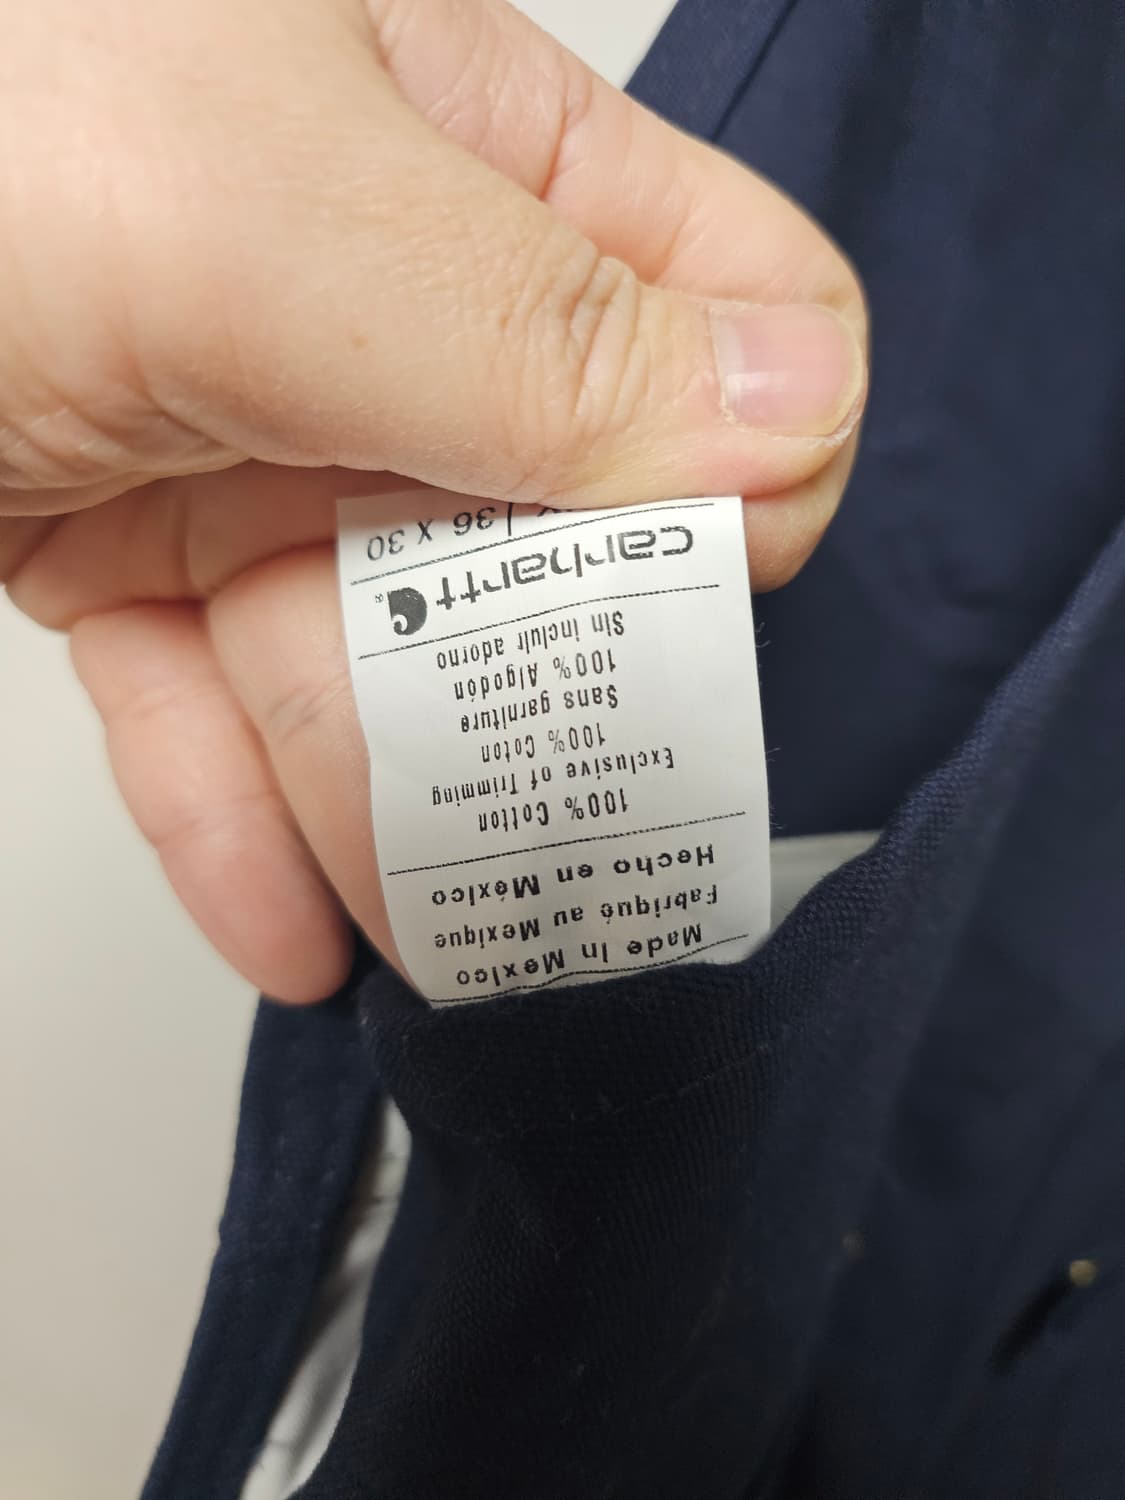 Made In Mexico
Fabriqué au Mexique
Hecho en México
100% Cotton
Exclusive of Trimming
100% Coton
Sans garniture
100% Algodón
Sin incluir adorno
carhartt ®
/ 36 X 30